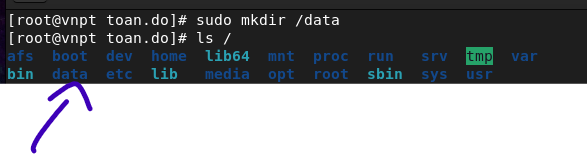 [root@vnpt toan.do]# sudo mkdir /data
[root@vnpt toan.do]# ls /
afs  boot  dev  home  lib64  mnt  proc  run  srv  tmp  var
bin  data  etc  lib  media  opt  root  sbin  sys  usr